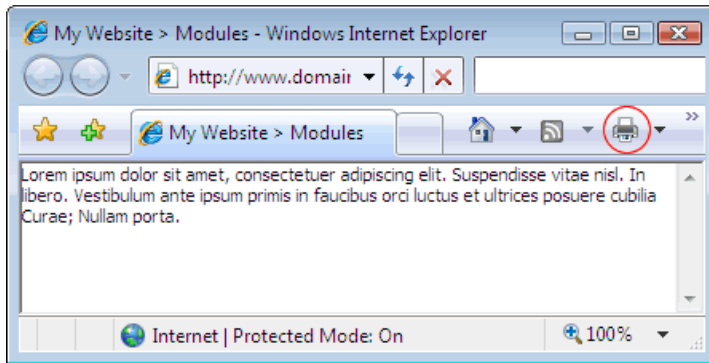 My Website > Modules - Windows Internet Explorer
http://www.domair
My Website > Modules
Lorem ipsum dolor sit amet, consectetuer adipiscing elit. Suspendisse vitae nisl. In
libero. Vestibulum ante ipsum primis in faucibus orci luctus et ultrices posuere cubilia
Curae; Nullam porta.
Internet | Protected Mode: On
100%